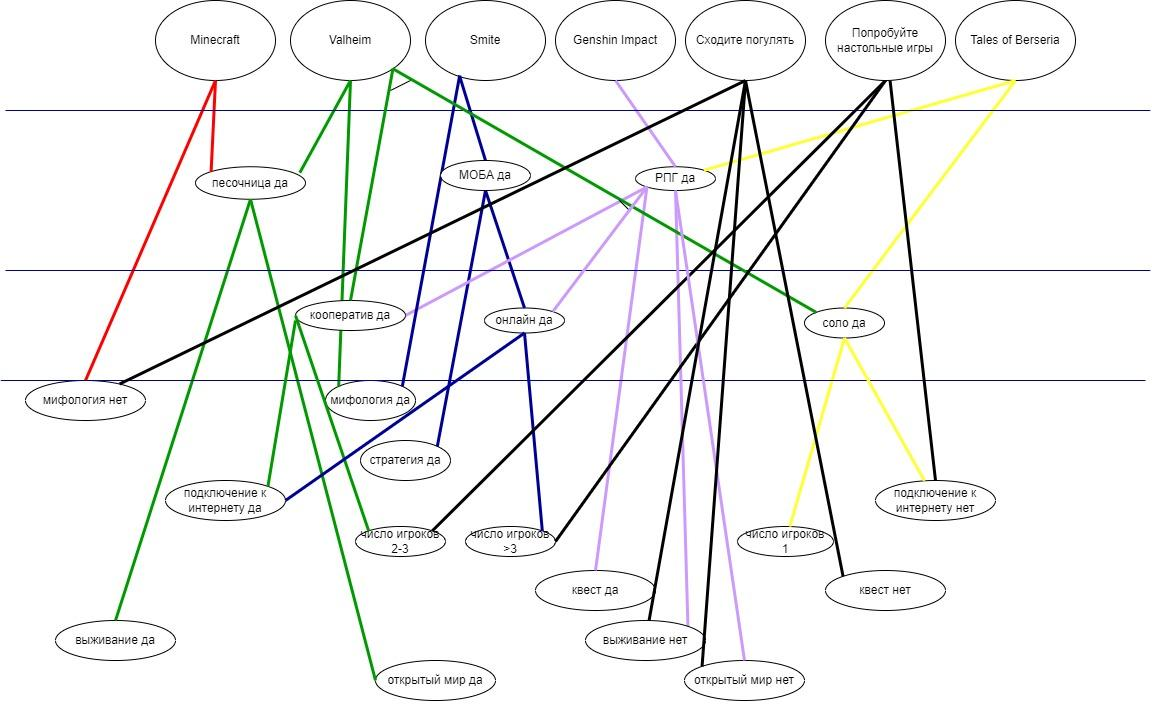 Minecraft
Valheim
Smite
Genshin Impact
Сходите погулять
Попробуйте
настольные игры
Tales of Berseria
песочница да
МОБА да
РПГ да
кооператив да
онлайн да
соло да
мифология нет
мифология да
стратегия да
подключение к
интернету да
подключение к
интернету нет
число игроков
2-3
число игроков
>3
число игроков
1
квест да
квест нет
выживание да
выживание нет
открытый мир да
открытый мир нет